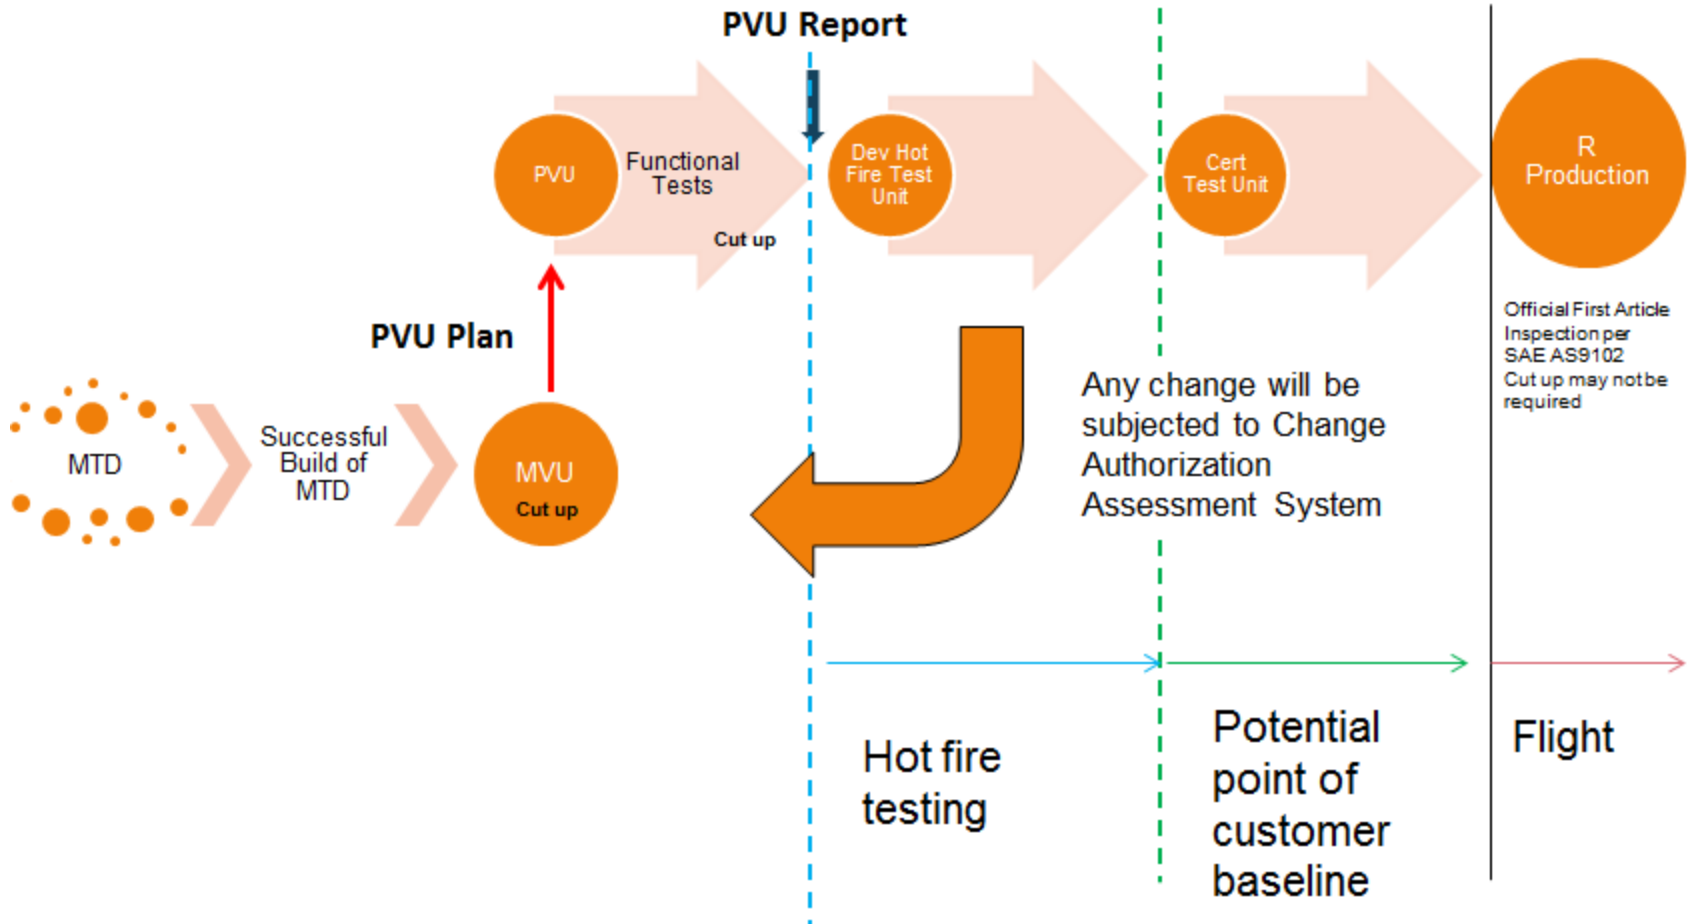 PVU Report
PVU
Functional
Tests
Cut up
Dev Hot
Fire Test
Unit
Cert
Test Unit
R
Production
Official First Article
Inspection per
SAE AS9102
Cut up may not be
required
PVU Plan
MTD
Successful
Build of
MTD
MVU
Cut up
Any change will be
subjected to Change
Authorization
Assessment System
Hot fire
testing
Potential
point of
customer
baseline
Flight